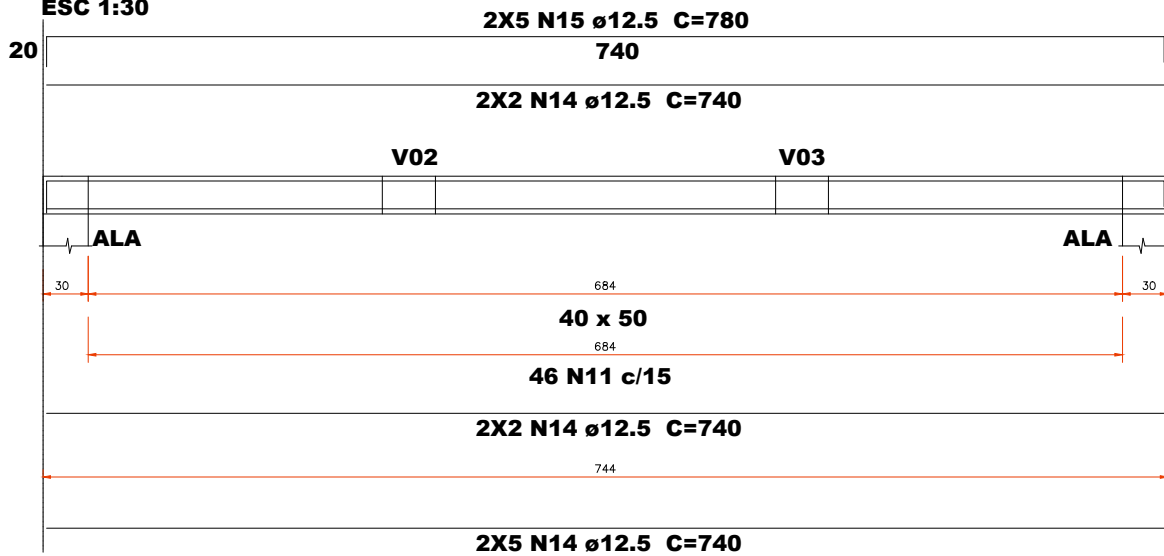 ESC 1:30
2X5 N15 ø12.5 C=780
20
740
2X2 N14 ø12.5 C=740
V02 V03
ALA ALA
30 684 30
40 x 50
684
46 N11 c/15
2X2 N14 ø12.5 C=740
744
2X5 N14 ø12.5 C=740